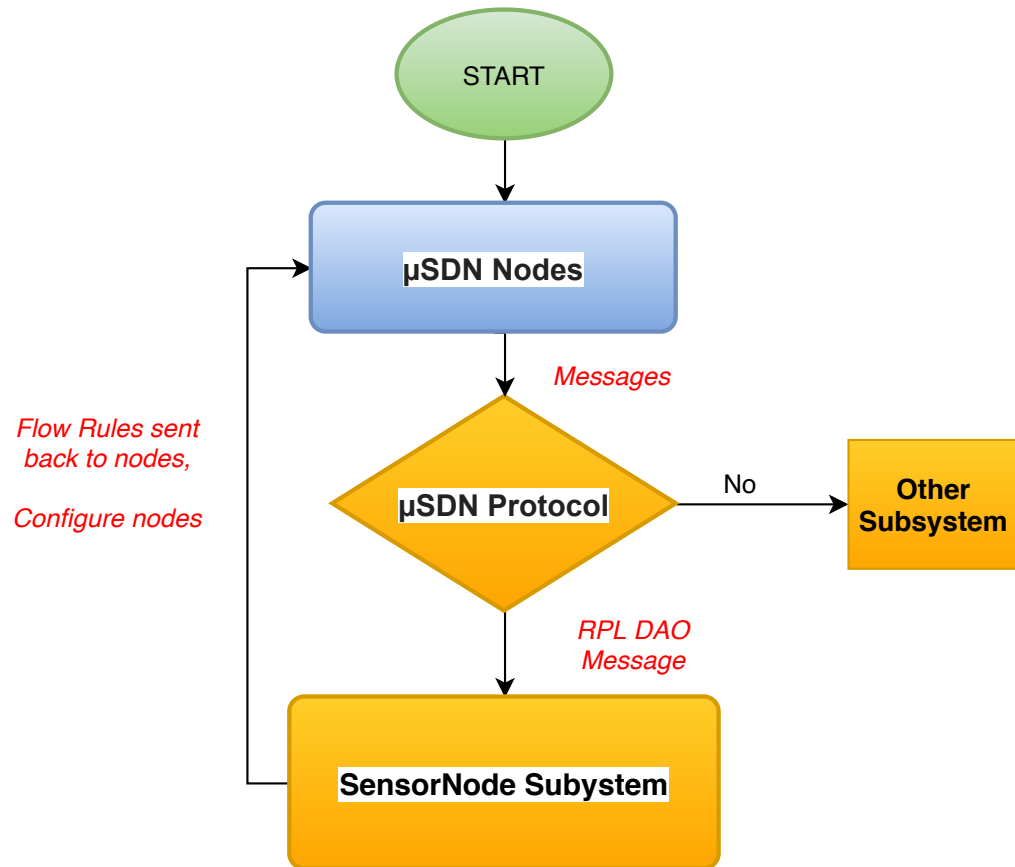 START
µSDN Nodes
Messages
Flow Rules sent
back to nodes,
Configure nodes
µSDN Protocol
No
Other
Subsystem
RPL DAO
Message
SensorNode Subystem